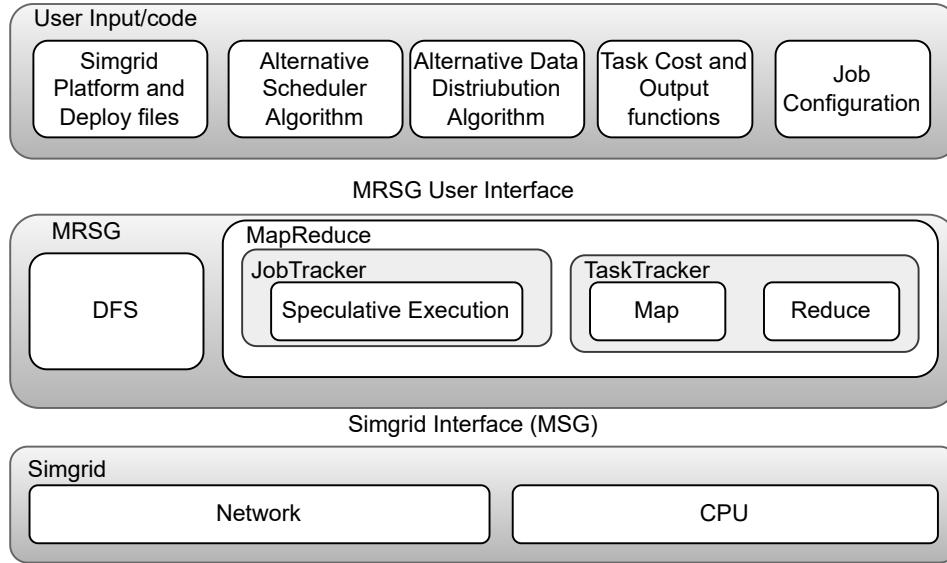 User Input/code
Simgrid
Platform and
Deploy files
Alternative
Scheduler
Algorithm
Alternative Data
Distriubution
Algorithm
Task Cost and
Output
functions
Job
Configuration
MRSG User Interface
MRSG
DFS
MapReduce
JobTracker
Speculative Execution
TaskTracker
Map
Reduce
Simgrid Interface (MSG)
Simgrid
Network
CPU